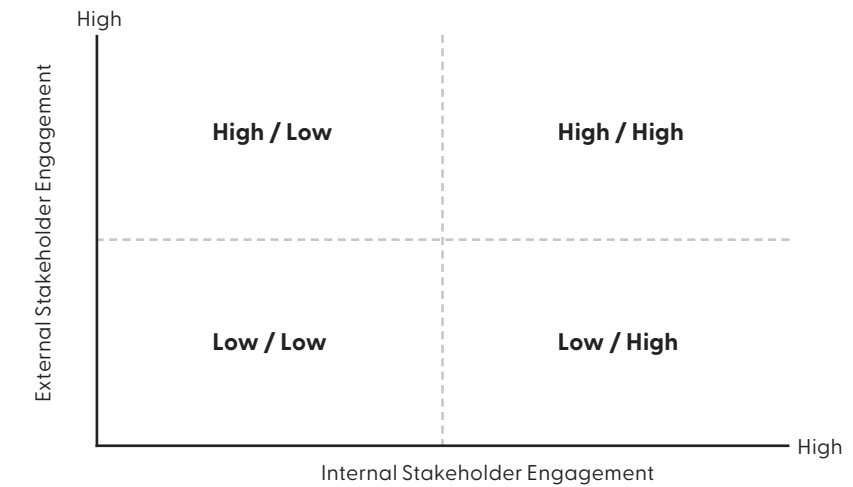 High
External Stakeholder Engagement
High / Low
High / High
Low / Low
Low / High
High
Internal Stakeholder Engagement